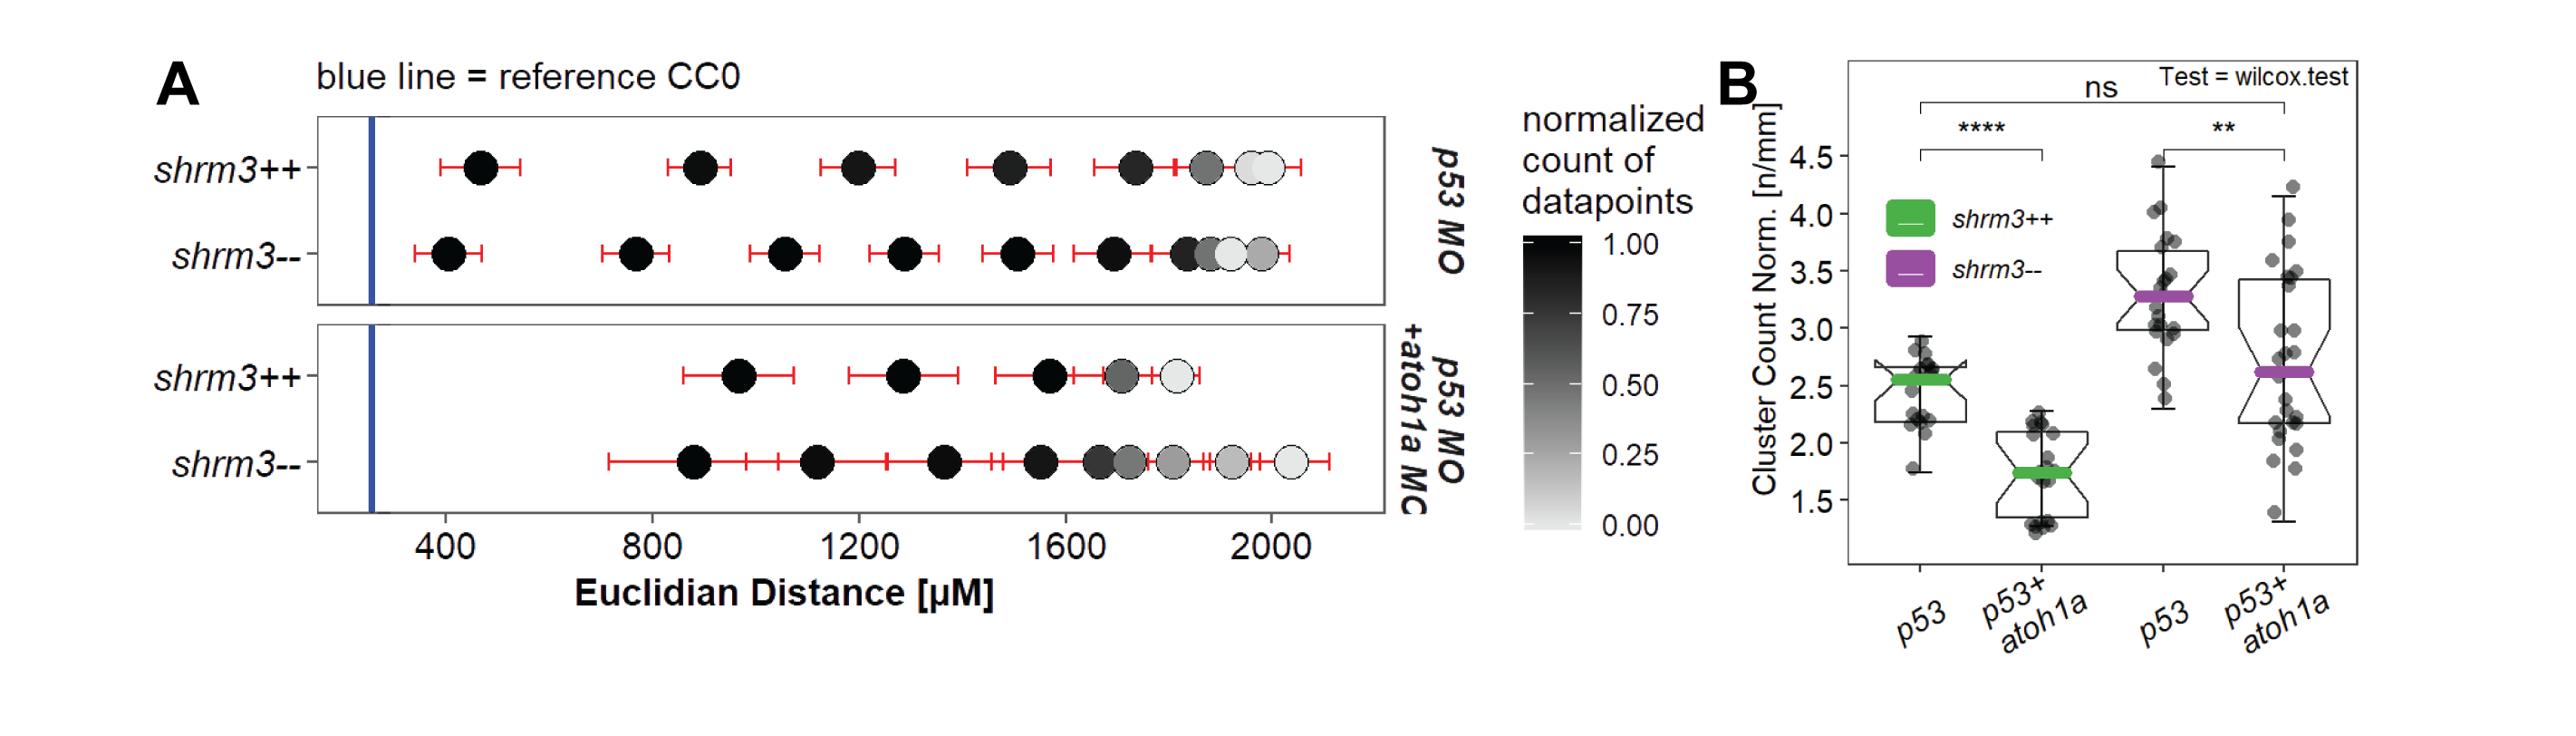 A
blue line = reference CC0
shrm3++
shrm3--
p53 MO
shrm3++
shrm3--
p53 MO
+atoh1a MC
400 800 1200 1600 2000
Euclidian Distance [µM]
normalized
count of
datapoints
1.00
0.75
0.50
0.25
0.00
B
Test = wilcox.test
ns
**** **
shrm3++
shrm3--
Cluster Count Norm. [n/mm]
4.5
4.0
3.5
3.0
2.5
2.0
1.5
p53
p53+
atoh1a
p53
p53+
atoh1a